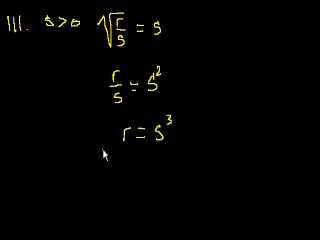 III. s>0 √(r/s) = s
r/s = s²
r = s³